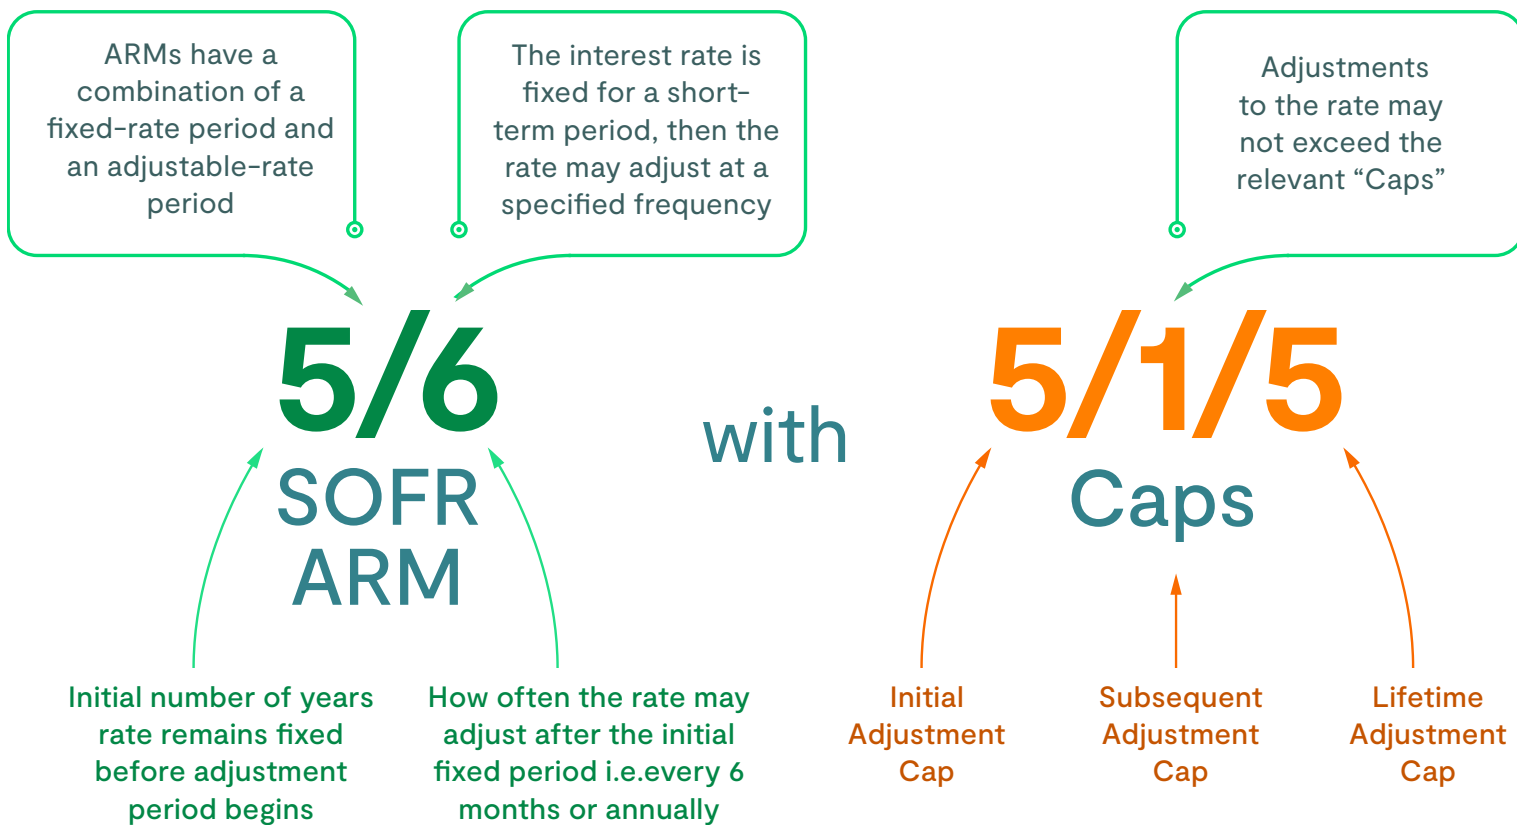 ARMs have a
combination of a
fixed-rate period and
an adjustable-rate
period
The interest rate is
fixed for a short-
term period, then the
rate may adjust at a
specified frequency
Adjustments
to the rate may
not exceed the
relevant “Caps”
5/6
SOFR
ARM
with
5/1/5
Caps
Initial number of years
rate remains fixed
before adjustment
period begins
How often the rate may
adjust after the initial
fixed period i.e.every 6
months or annually
Initial
Adjustment
Cap
Subsequent
Adjustment
Cap
Lifetime
Adjustment
Cap